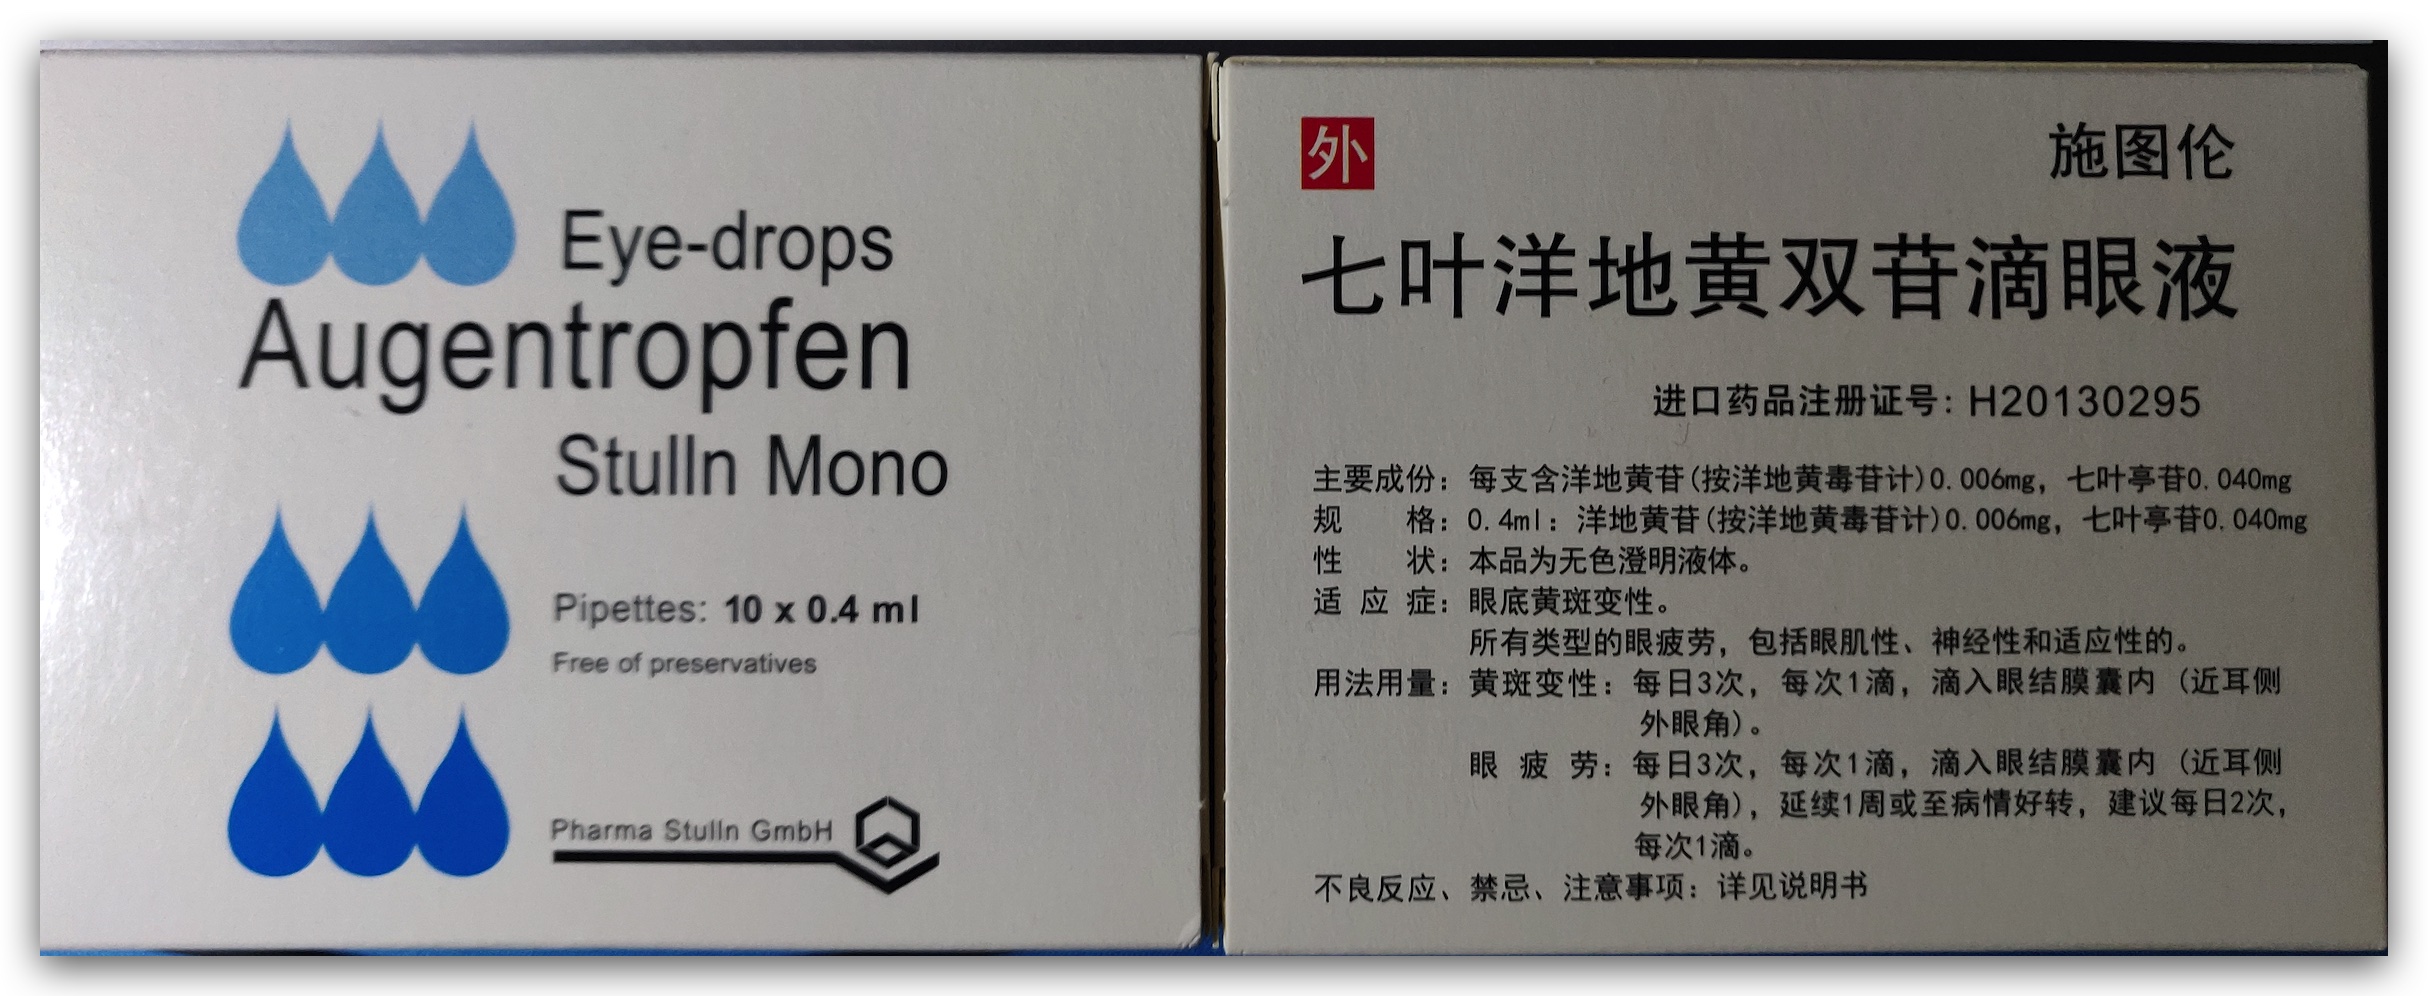 Eye-drops
Augentropfen
Stulln Mono
Pipettes: 10 x 0.4 ml
Free of preservatives
Pharma Stulln GmbH
外
施图伦
七叶洋地黄双苷滴眼液
进口药品注册证号: H20130295
主要成份: 每支含洋地黄苷(按洋地黄毒苷计)0.006mg, 七叶亭苷0.040mg
规 格: 0.4ml: 洋地黄苷(按洋地黄毒苷计)0.006mg, 七叶亭苷0.040mg
性 状: 本品为无色澄明液体。
适 应 症: 眼底黄斑变性。
所有类型的眼疲劳, 包括眼肌性、神经性和适应性的。
用法用量: 黄斑变性: 每日3次, 每次1滴, 滴入眼结膜囊内 (近耳侧
外眼角)。
眼 疲 劳: 每日3次, 每次1滴, 滴入眼结膜囊内 (近耳侧
外眼角), 延续1周或至病情好转, 建议每日2次,
每次1滴。
不良反应、禁忌、注意事项: 详见说明书